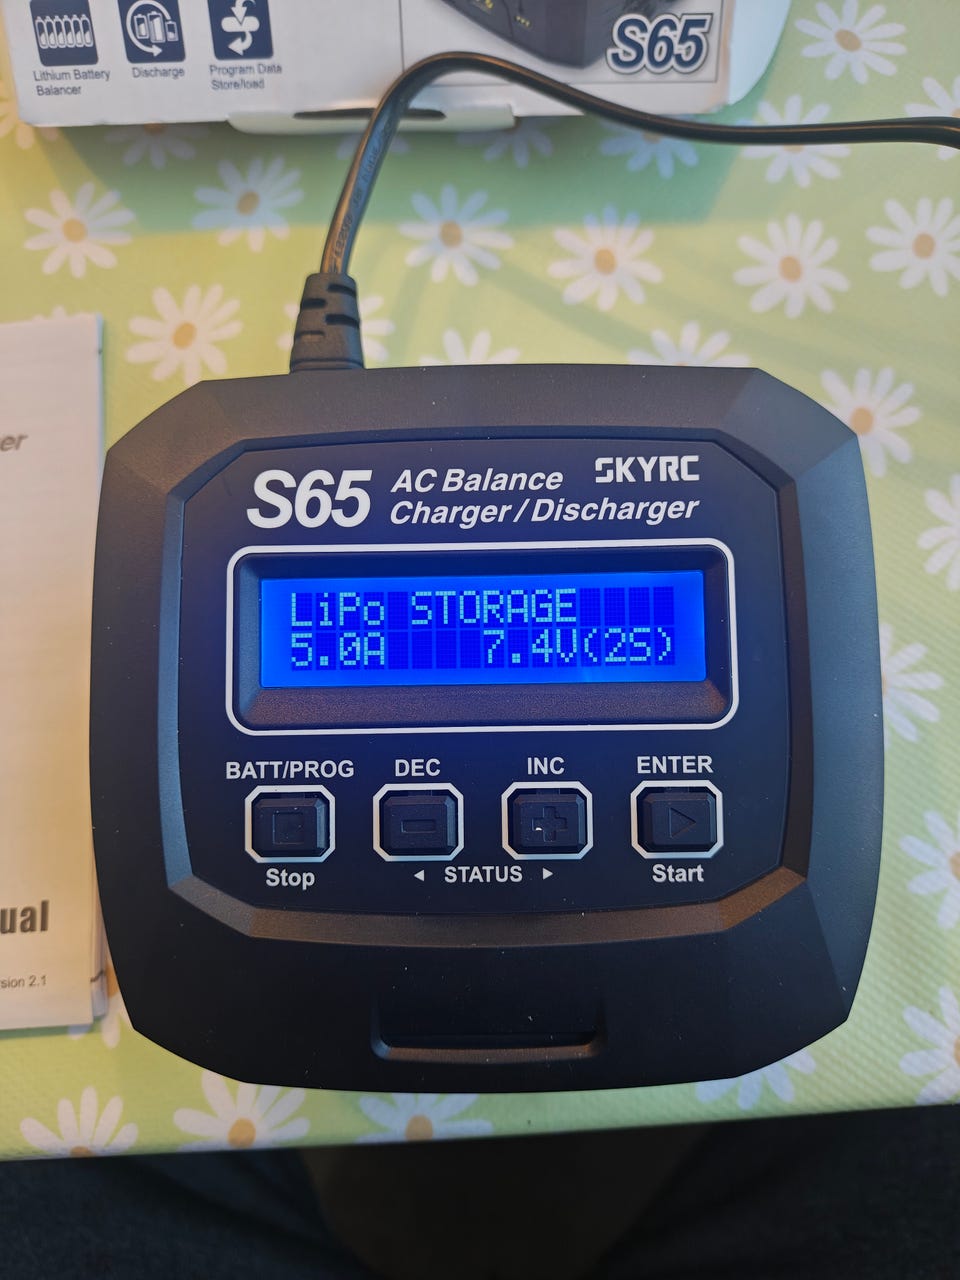 Lithium Battery
Balancer
Discharge
Program Data
Store/load
S65
er
S65
AC Balance
Charger / Discharger
SKYRC
LiPo STORAGE
5.0A 7.4V(2S)
BATT/PROG DEC INC ENTER
Stop ◄ STATUS ► Start
ual
sion 2.1